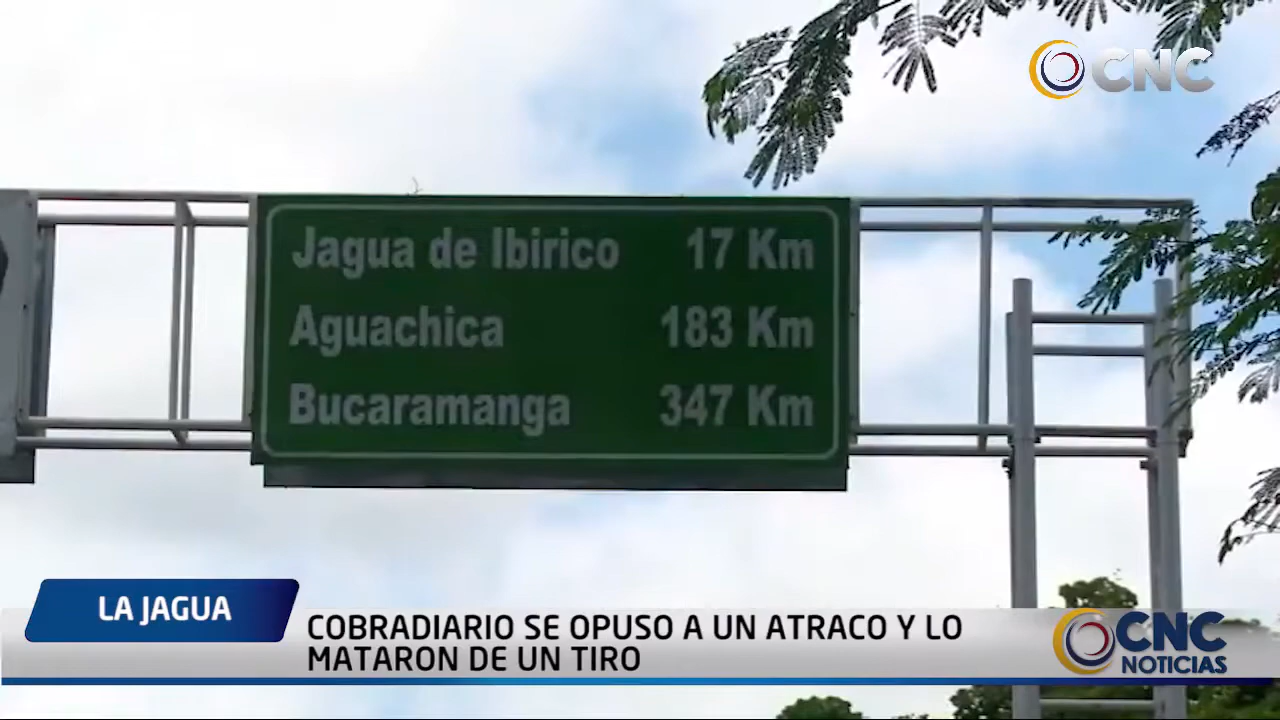 CNC
Jagua de Ibirico 17 Km
Aguachica 183 Km
Bucaramanga 347 Km
LA JAGUA
COBRADIARIO SE OPUSO A UN ATRACO Y LO
MATARON DE UN TIRO
CNC
NOTICIAS